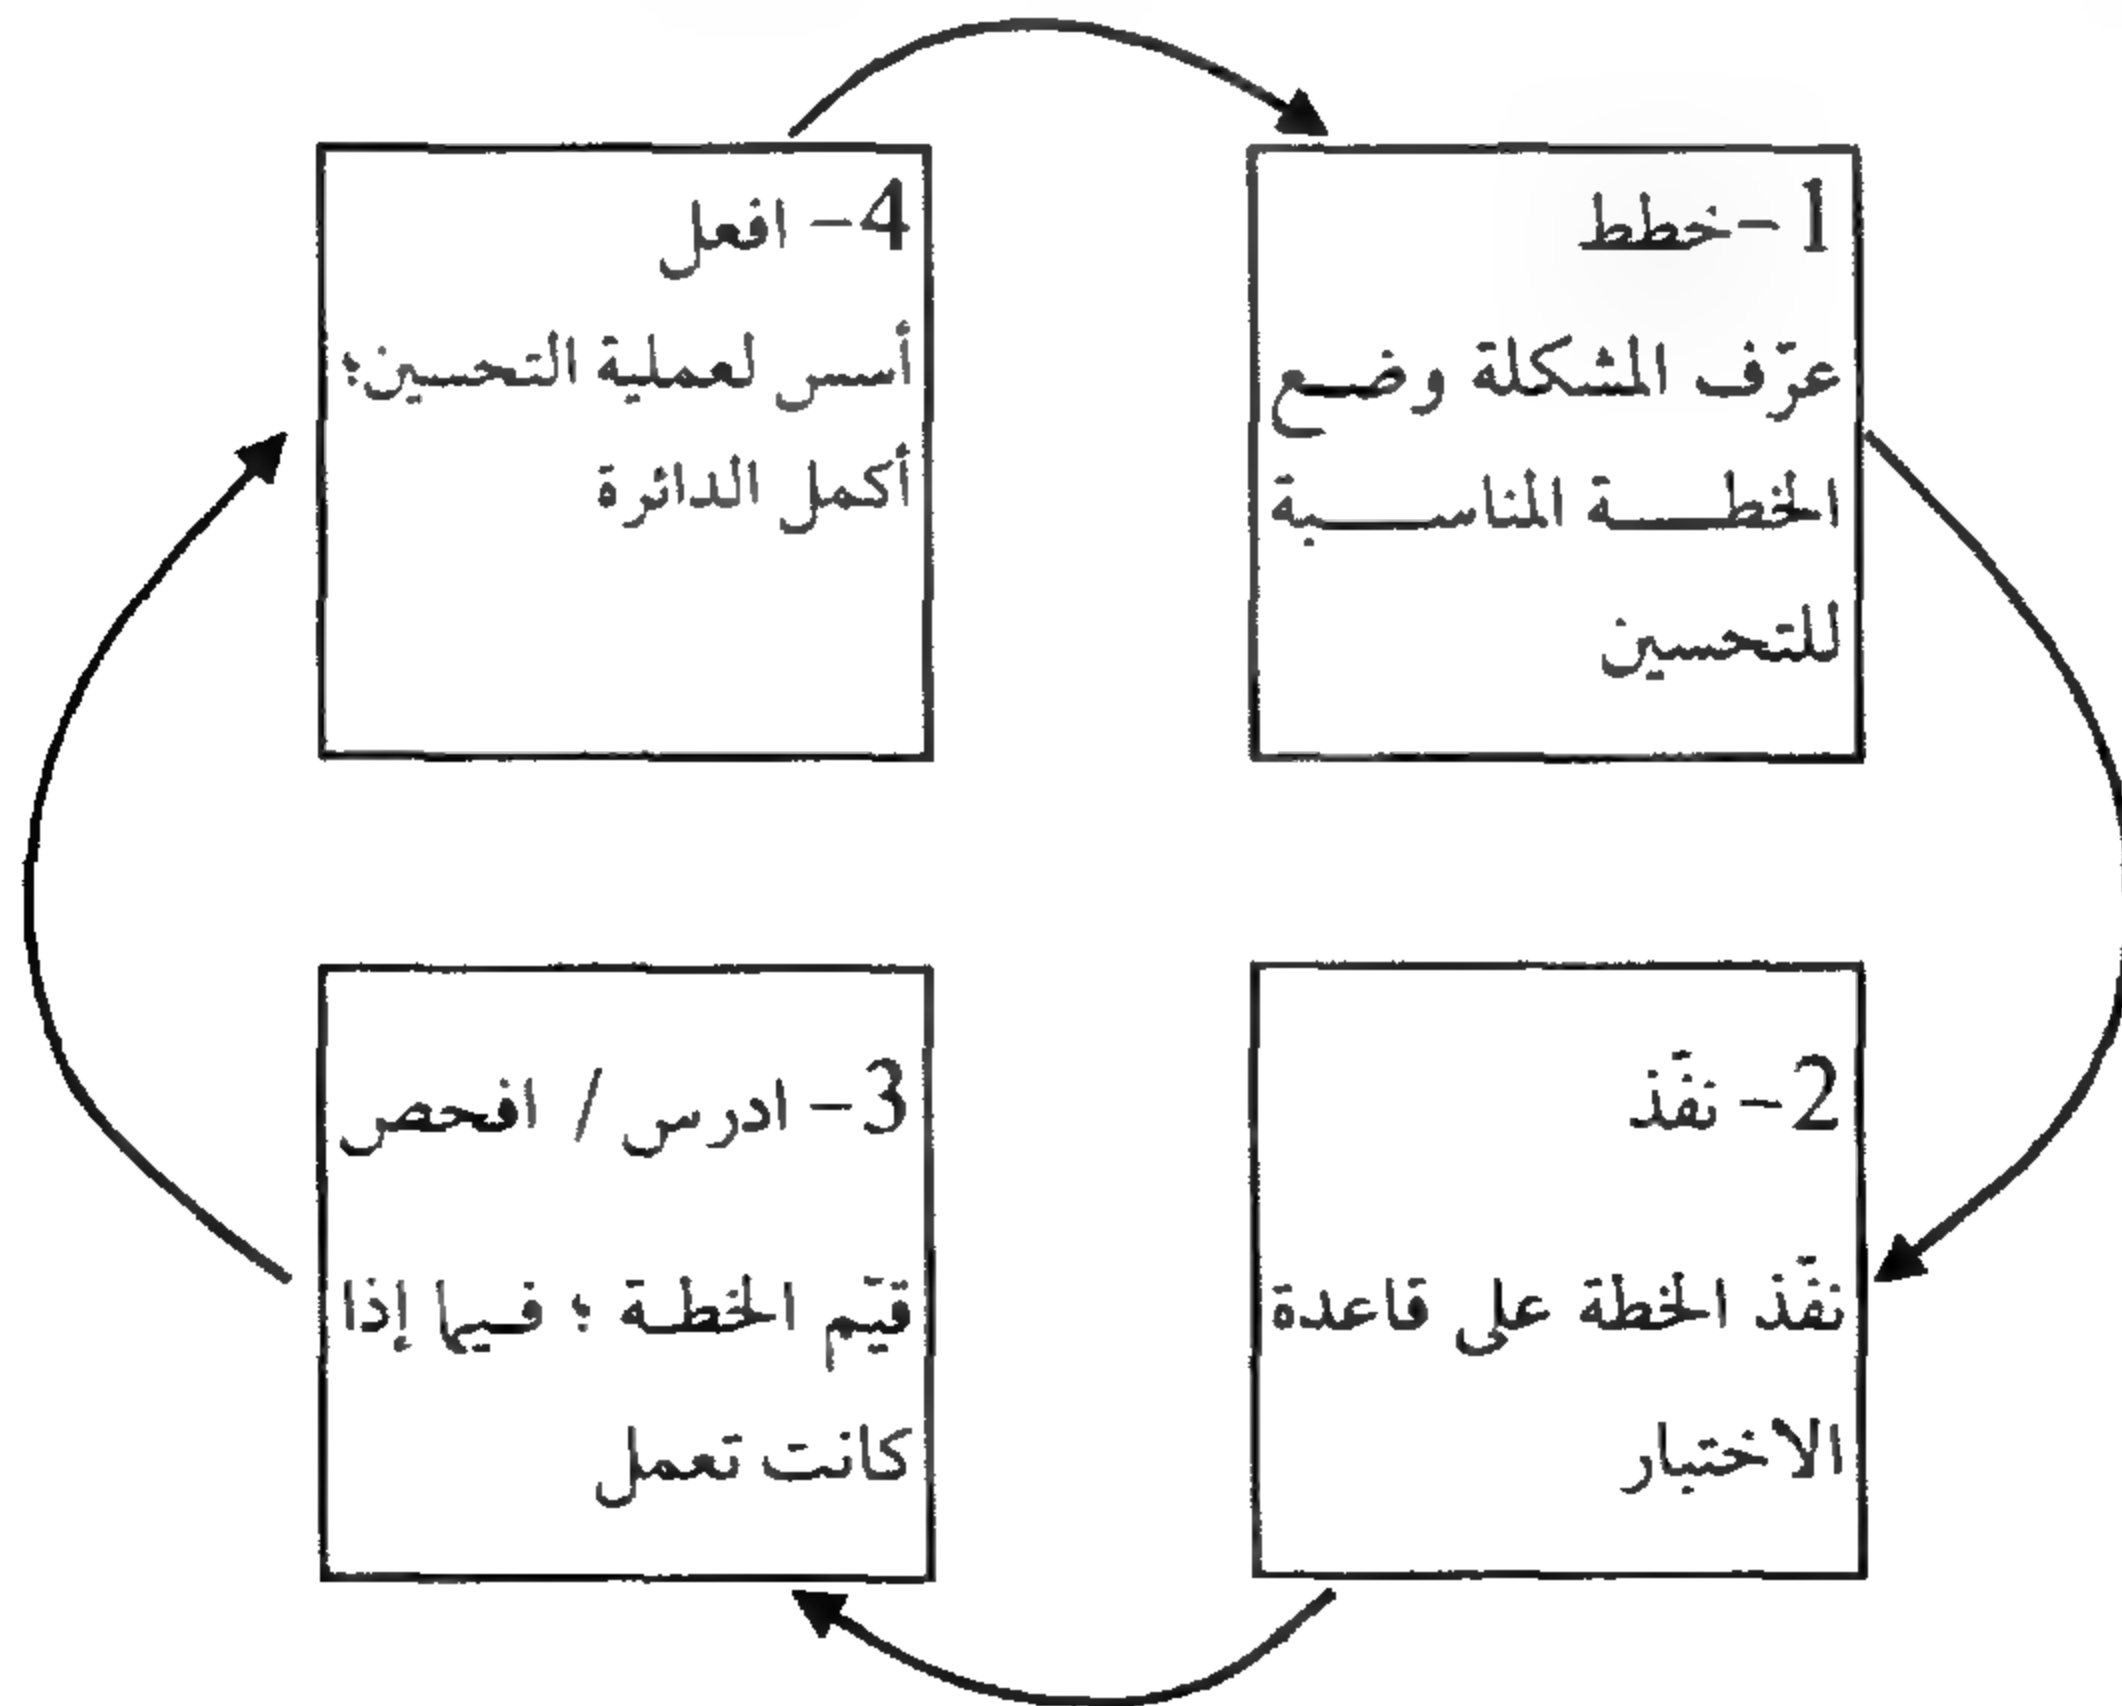 1- خطط
عرّف المشكلة وضع
الخطة المناسبة
للتحسين
2- نفّذ
نفّذ الخطة على قاعدة
الاختبار
3- ادرس / افحص
قيّم الخطة ؛ فيما إذا
كانت تعمل
4- افعل
أسس لعملية التحسين؛
أكمل الدائرة